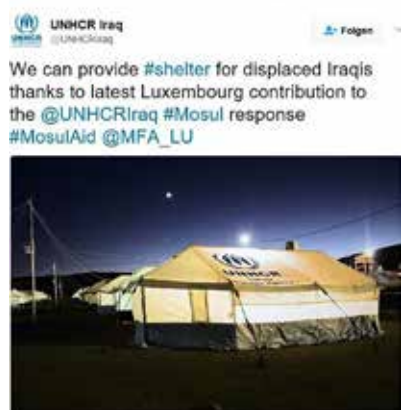 UNHCR Iraq
@UNHCRIraq
Folgen
We can provide #shelter for displaced Iraqis
thanks to latest Luxembourg contribution to
the @UNHCRIraq #Mosul response
#MosulAid @MFA_LU
UNHCR